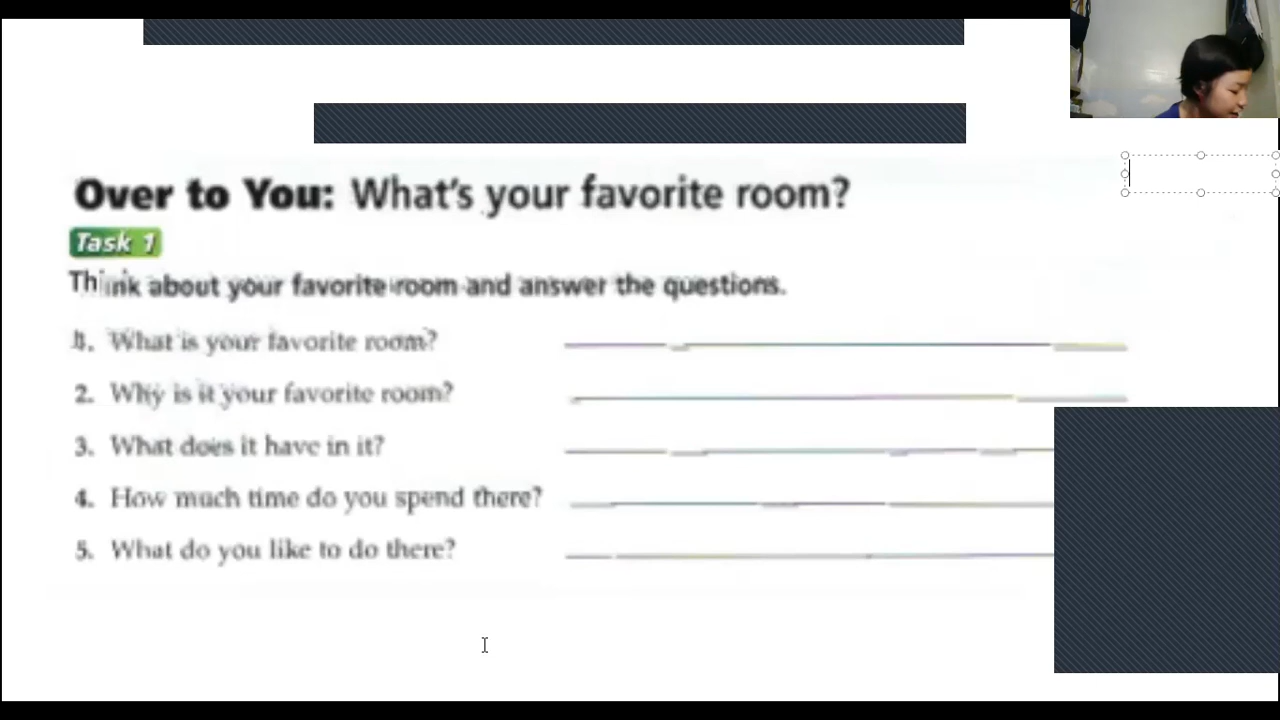 Over to You: What's your favorite room?
Task 1
Think about your favorite room and answer the questions.
1. What is your favorite room?
2. Why is it your favorite room?
3. What does it have in it?
4. How much time do you spend there?
5. What do you like to do there?